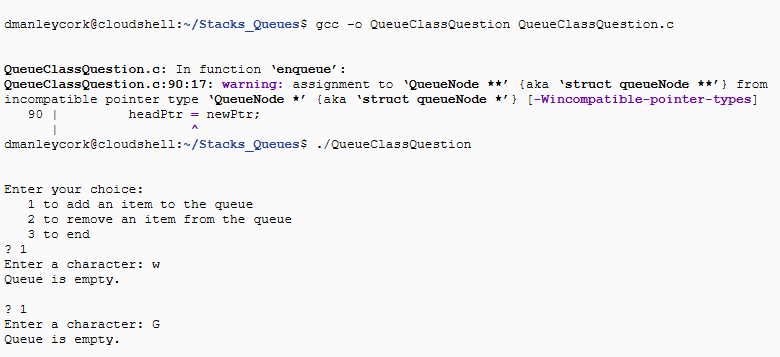 dmanleycork@cloudshell:~/Stacks_Queues$ gcc -o QueueClassQuestion QueueClassQuestion.c
QueueClassQuestion.c: In function ‘enqueue’:
QueueClassQuestion.c:90:17: warning: assignment to ‘QueueNode **’ {aka ‘struct queueNode **’} from
incompatible pointer type ‘QueueNode *’ {aka ‘struct queueNode *’} [-Wincompatible-pointer-types]
90 | headPtr = newPtr;
| ^
dmanleycork@cloudshell:~/Stacks_Queues$ ./QueueClassQuestion
Enter your choice:
1 to add an item to the queue
2 to remove an item from the queue
3 to end
? 1
Enter a character: w
Queue is empty.
? 1
Enter a character: G
Queue is empty.